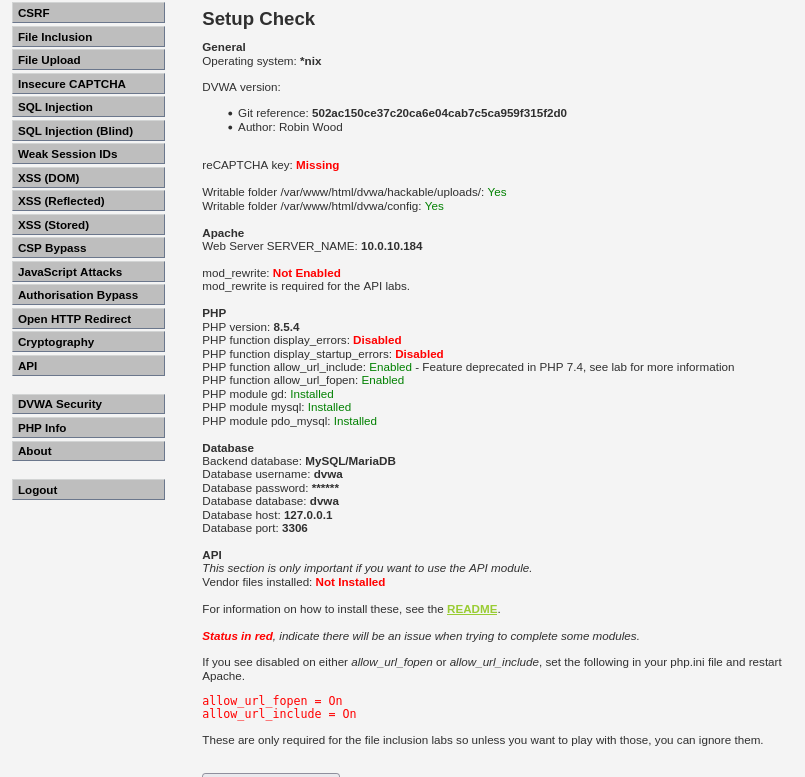 CSRF
File Inclusion
File Upload
Insecure CAPTCHA
SQL Injection
SQL Injection (Blind)
Weak Session IDs
XSS (DOM)
XSS (Reflected)
XSS (Stored)
CSP Bypass
JavaScript Attacks
Authorisation Bypass
Open HTTP Redirect
Cryptography
API
DVWA Security
PHP Info
About
Logout
Setup Check
General
Operating system: *nix
DVWA version:
• Git reference: 502ac150ce37c20ca6e04cab7c5ca959f315f2d0
• Author: Robin Wood
reCAPTCHA key: Missing
Writable folder /var/www/html/dvwa/hackable/uploads/: Yes
Writable folder /var/www/html/dvwa/config: Yes
Apache
Web Server SERVER_NAME: 10.0.10.184
mod_rewrite: Not Enabled
mod_rewrite is required for the API labs.
PHP
PHP version: 8.5.4
PHP function display_errors: Disabled
PHP function display_startup_errors: Disabled
PHP function allow_url_include: Enabled - Feature deprecated in PHP 7.4, see lab for more information
PHP function allow_url_fopen: Enabled
PHP module gd: Installed
PHP module mysql: Installed
PHP module pdo_mysql: Installed
Database
Backend database: MySQL/MariaDB
Database username: dvwa
Database password: ******
Database database: dvwa
Database host: 127.0.0.1
Database port: 3306
API
This section is only important if you want to use the API module.
Vendor files installed: Not Installed
For information on how to install these, see the README.
Status in red, indicate there will be an issue when trying to complete some modules.
If you see disabled on either allow_url_fopen or allow_url_include, set the following in your php.ini file and restart
Apache.
allow_url_fopen = On
allow_url_include = On
These are only required for the file inclusion labs so unless you want to play with those, you can ignore them.